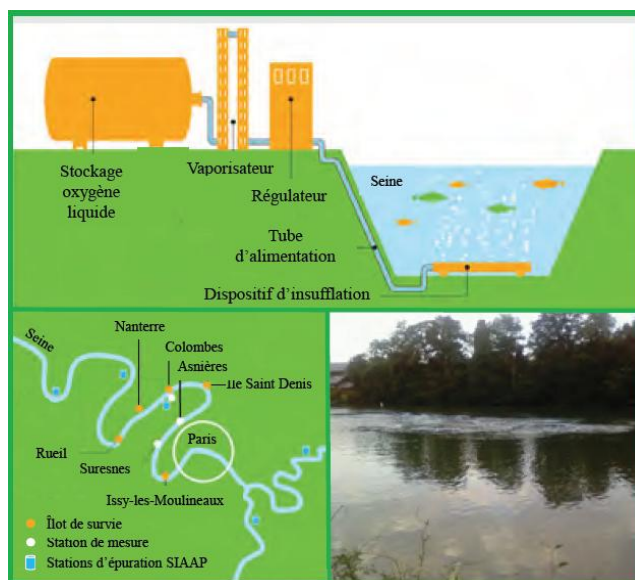 Stockage
oxygène
liquide
Vaporisateur
Régulateur
Seine
Tube
d'alimentation
Dispositif d'insufflation
Seine
Nanterre
Colombes
Asnières
Ile Saint Denis
Paris
Rueil
Suresnes
Issy-les-Moulineaux
Îlot de survie
Station de mesure
Stations d'épuration SIAAP